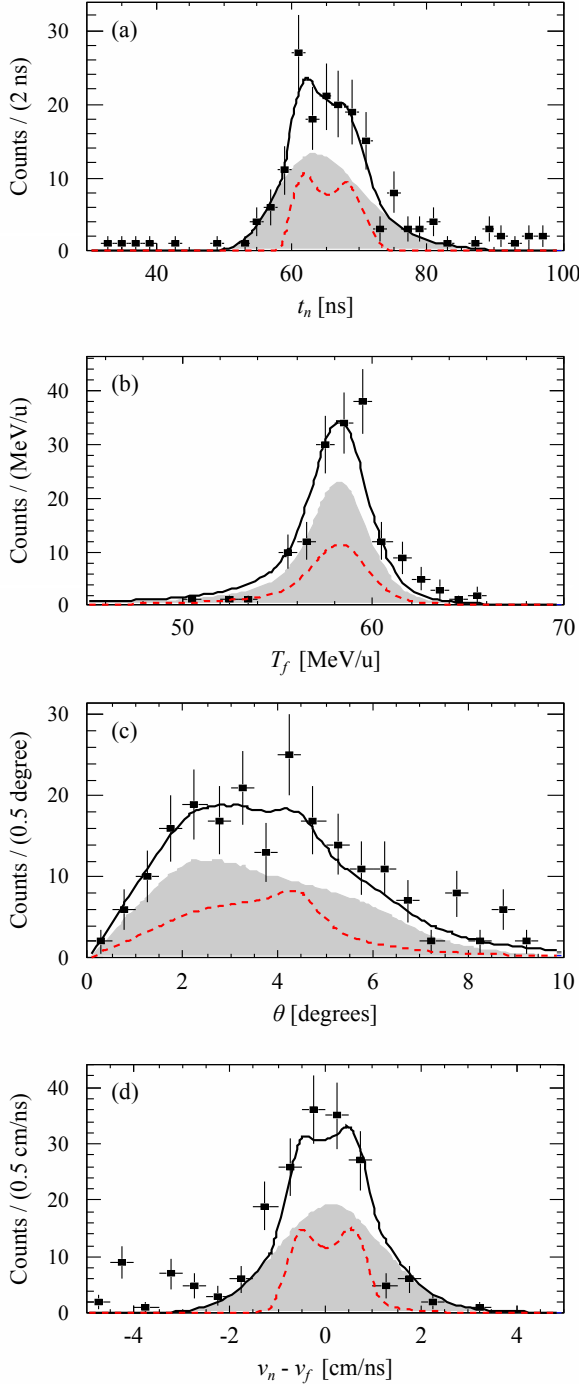 (a)
Counts / (2 ns)
30
20
10
0
40 60 80 100
t_n [ns]
(b)
Counts / (MeV/u)
40
30
20
10
0
50 60 70
T_f [MeV/u]
(c)
Counts / (0.5 degree)
30
20
10
0
0 2 4 6 8 10
θ [degrees]
(d)
Counts / (0.5 cm/ns)
40
30
20
10
0
-4 -2 0 2 4
v_n - v_f [cm/ns]